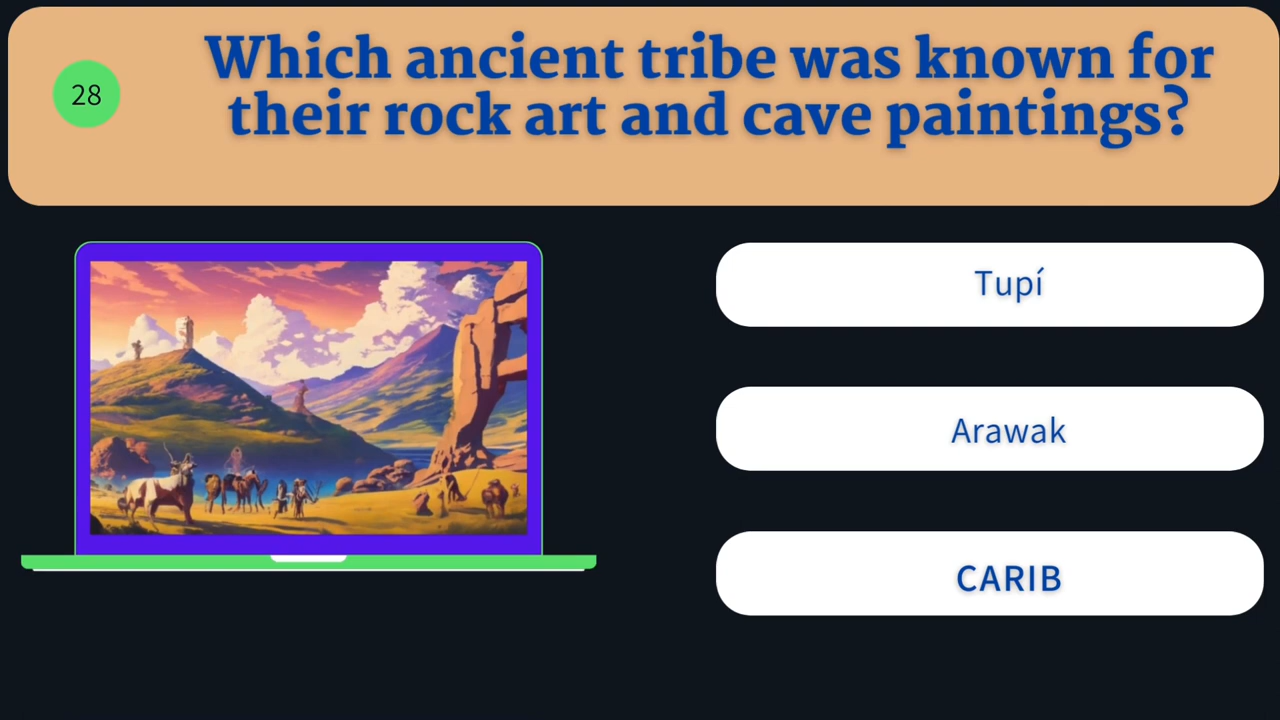 28
Which ancient tribe was known for
their rock art and cave paintings?
Tupí
Arawak
CARIB